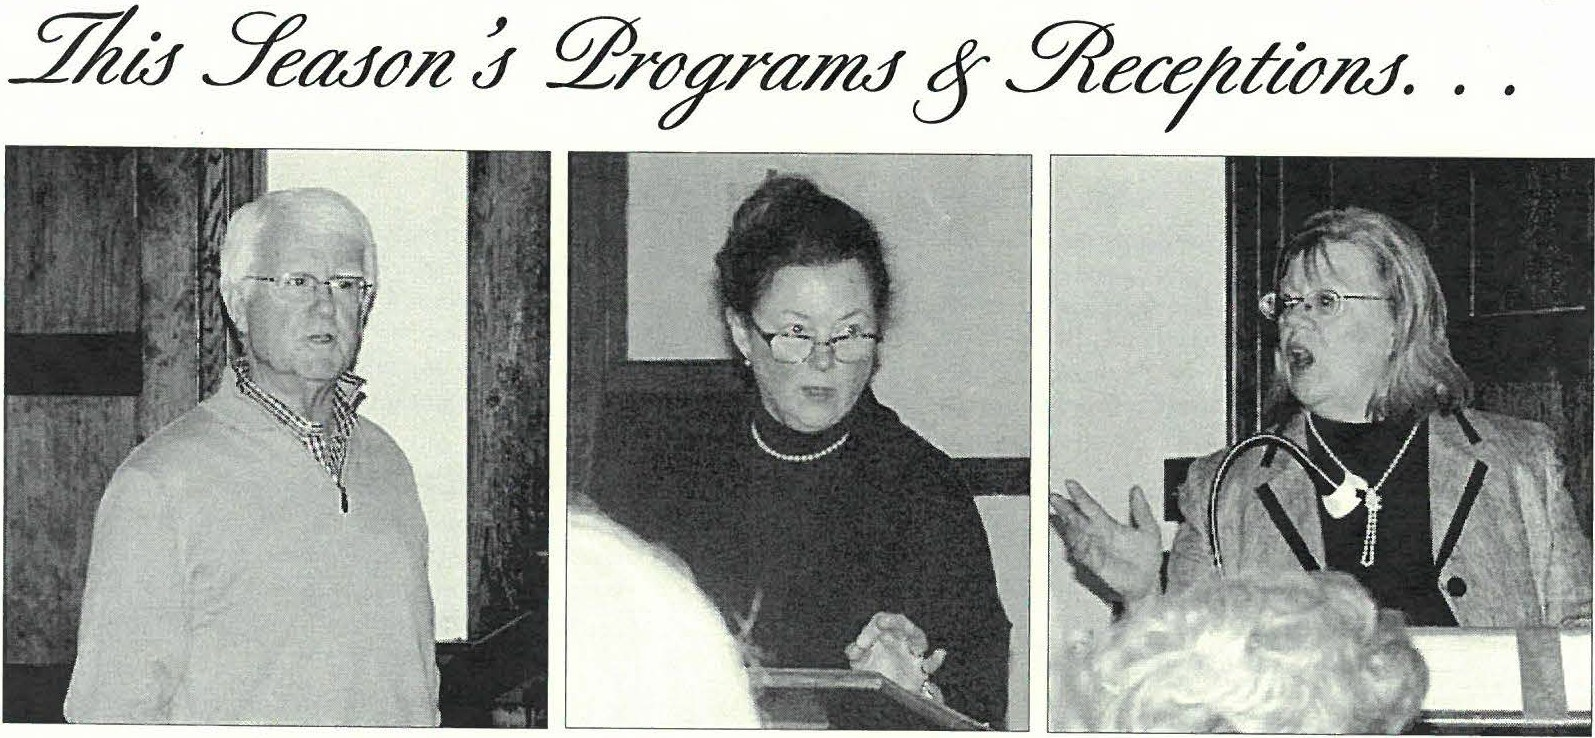 This Season's Programs & Receptions. . .